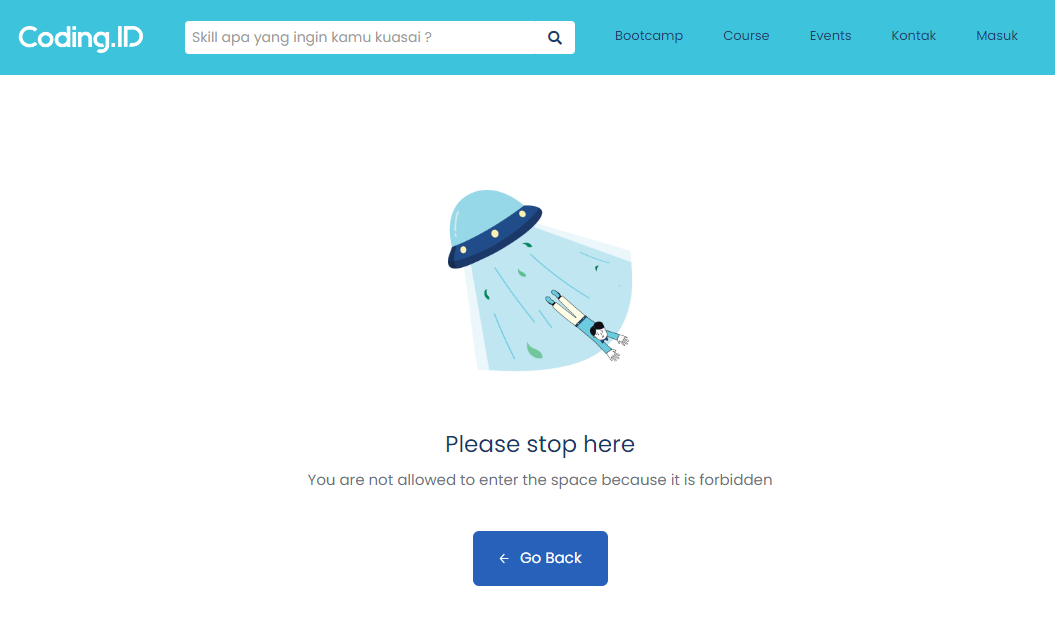 Coding.ID
Skill apa yang ingin kamu kuasai ?
Bootcamp
Course
Events
Kontak
Masuk
Please stop here
You are not allowed to enter the space because it is forbidden
Go Back